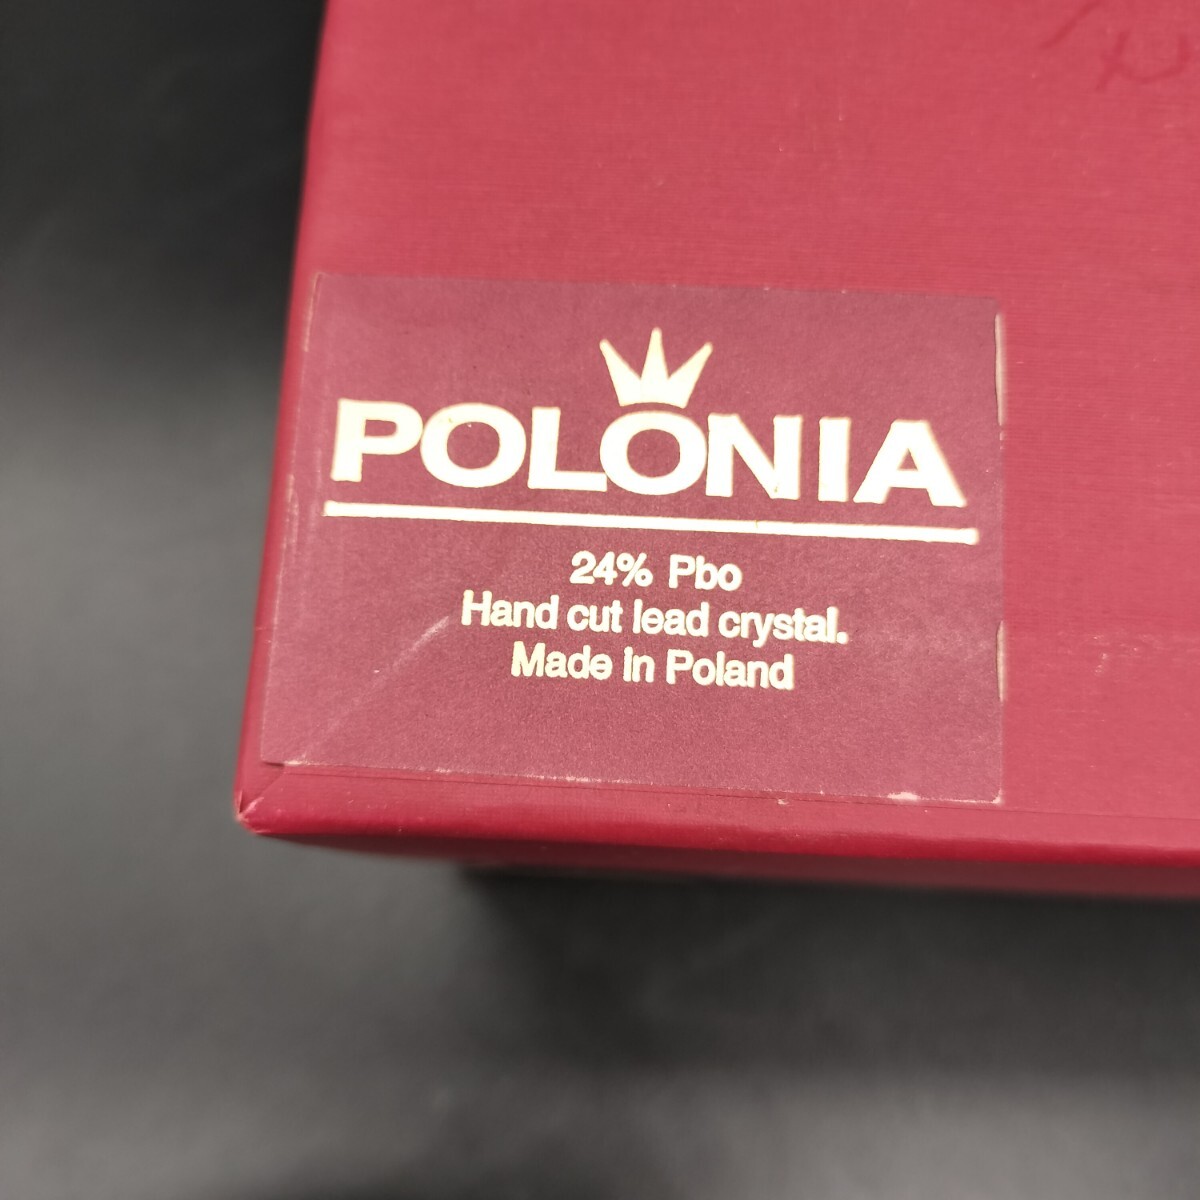 POLONIA
24% Pbo
Hand cut lead crystal.
Made in Poland